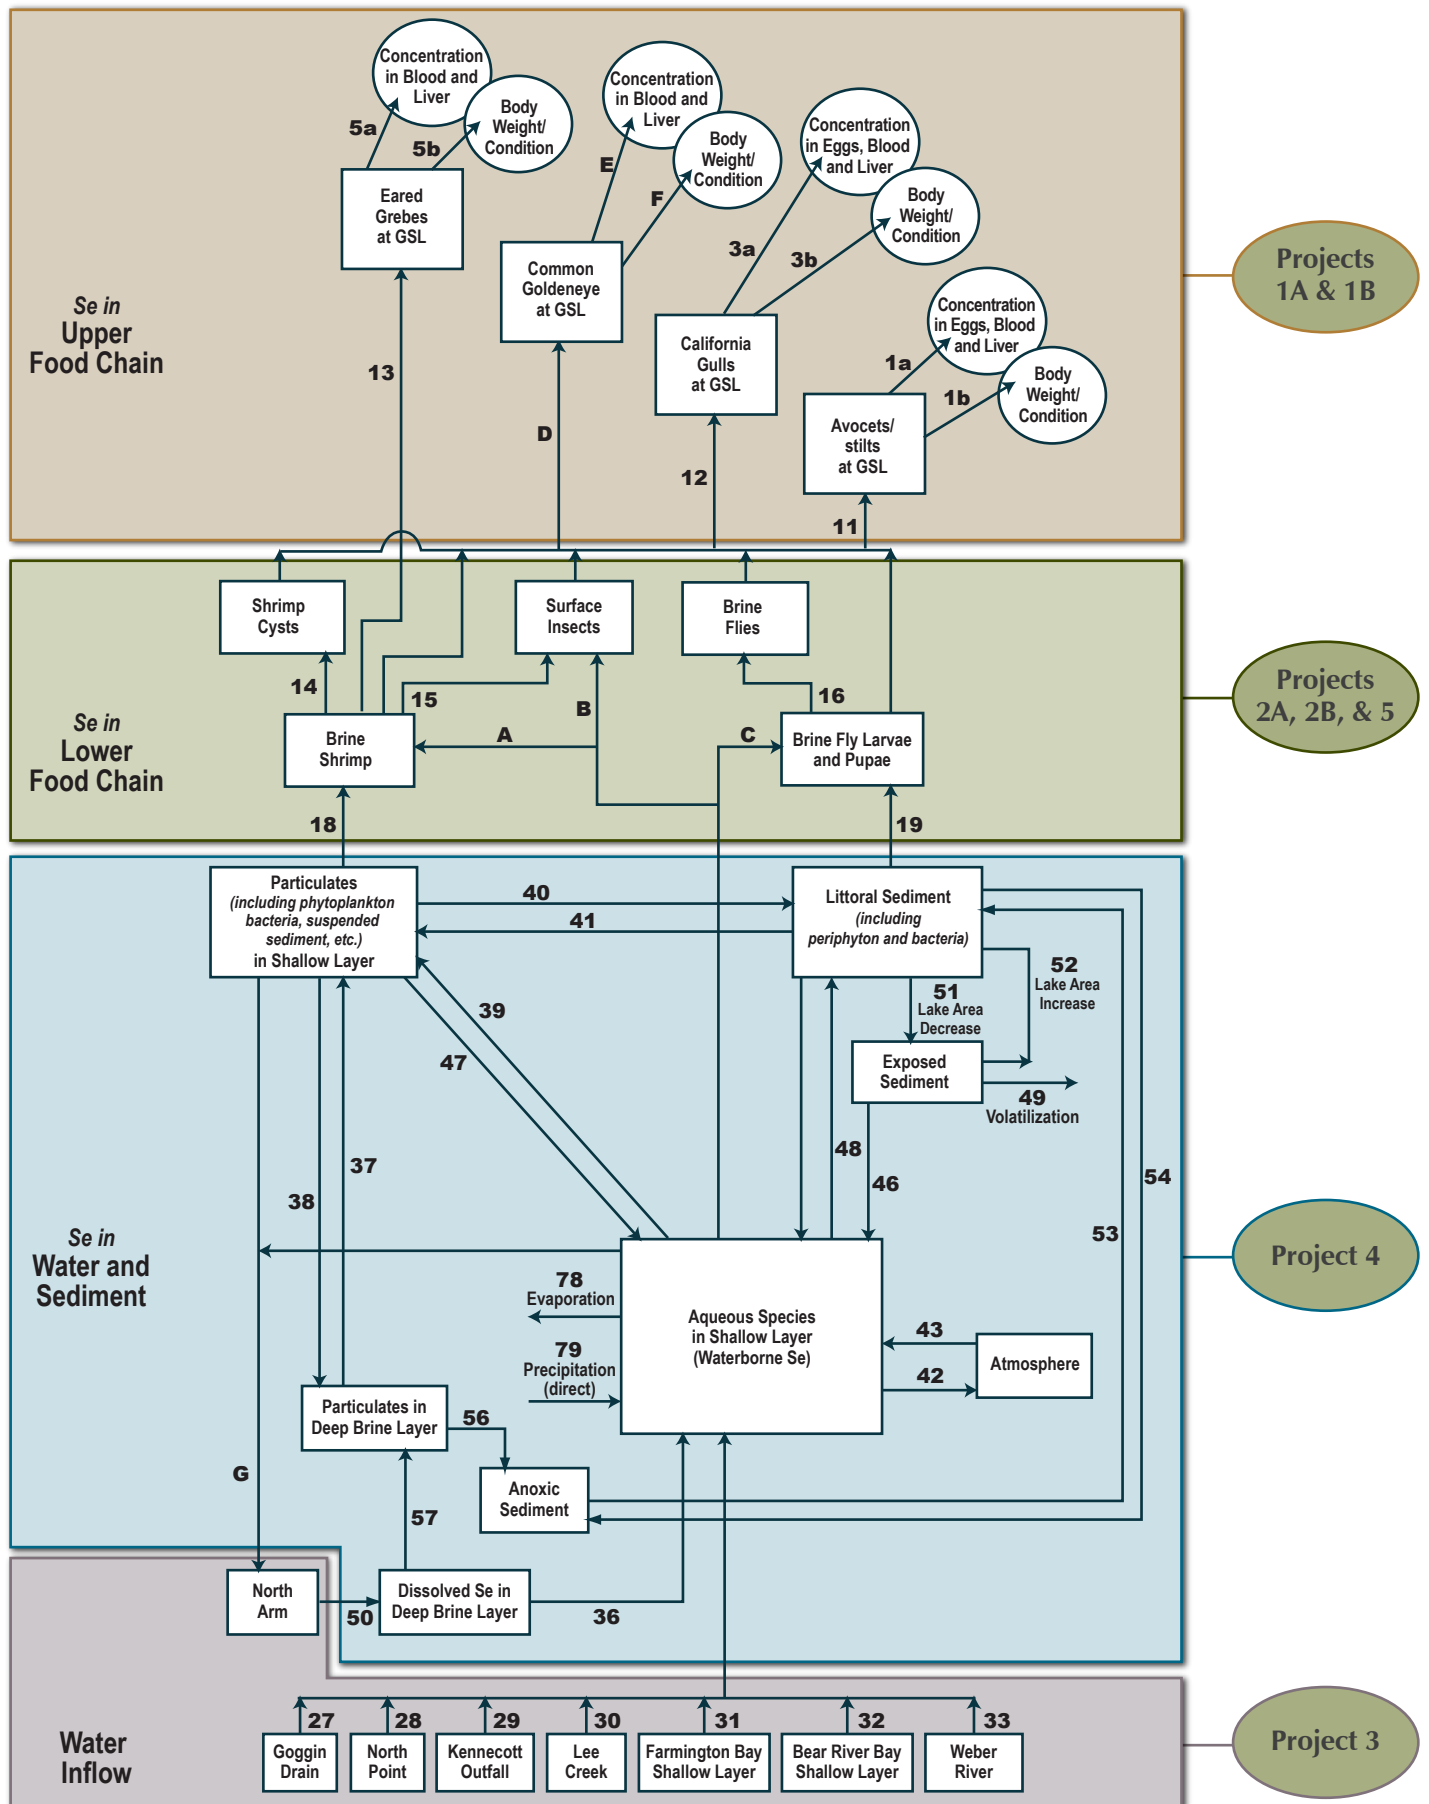 Concentration
in Blood and
Liver
Body
Weight/
Condition
5a
5b
Eared
Grebes
at GSL
Concentration
in Blood and
Liver
Body
Weight/
Condition
E
F
Common
Goldeneye
at GSL
Concentration
in Eggs, Blood
and Liver
Body
Weight/
Condition
3a
3b
California
Gulls
at GSL
Concentration
in Eggs, Blood
and Liver
Body
Weight/
Condition
1a
1b
Avocets/
stilts
at GSL
Se in
Upper
Food Chain
13
D
12
11
Projects
1A & 1B
Shrimp
Cysts
Surface
Insects
Brine
Flies
14
15
B
16
Se in
Lower
Food Chain
Brine
Shrimp
A
C
Brine Fly Larvae
and Pupae
18
19
Projects
2A, 2B, & 5
Particulates
(including phytoplankton
bacteria, suspended
sediment, etc.)
in Shallow Layer
40
41
Littoral Sediment
(including
periphyton and bacteria)
39
47
51
Lake Area
Decrease
52
Lake Area
Increase
Exposed
Sediment
49
Volatilization
37
38
48
46
54
53
Se in
Water and
Sediment
78
Evaporation
79
Precipitation
(direct)
Aqueous Species
in Shallow Layer
(Waterborne Se)
43
42
Atmosphere
Project 4
Particulates in
Deep Brine Layer
56
Anoxic
Sediment
G
57
North
Arm
50
Dissolved Se in
Deep Brine Layer
36
Water
Inflow
27
28
29
30
31
32
33
Goggin
Drain
North
Point
Kennecott
Outfall
Lee
Creek
Farmington Bay
Shallow Layer
Bear River Bay
Shallow Layer
Weber
River
Project 3